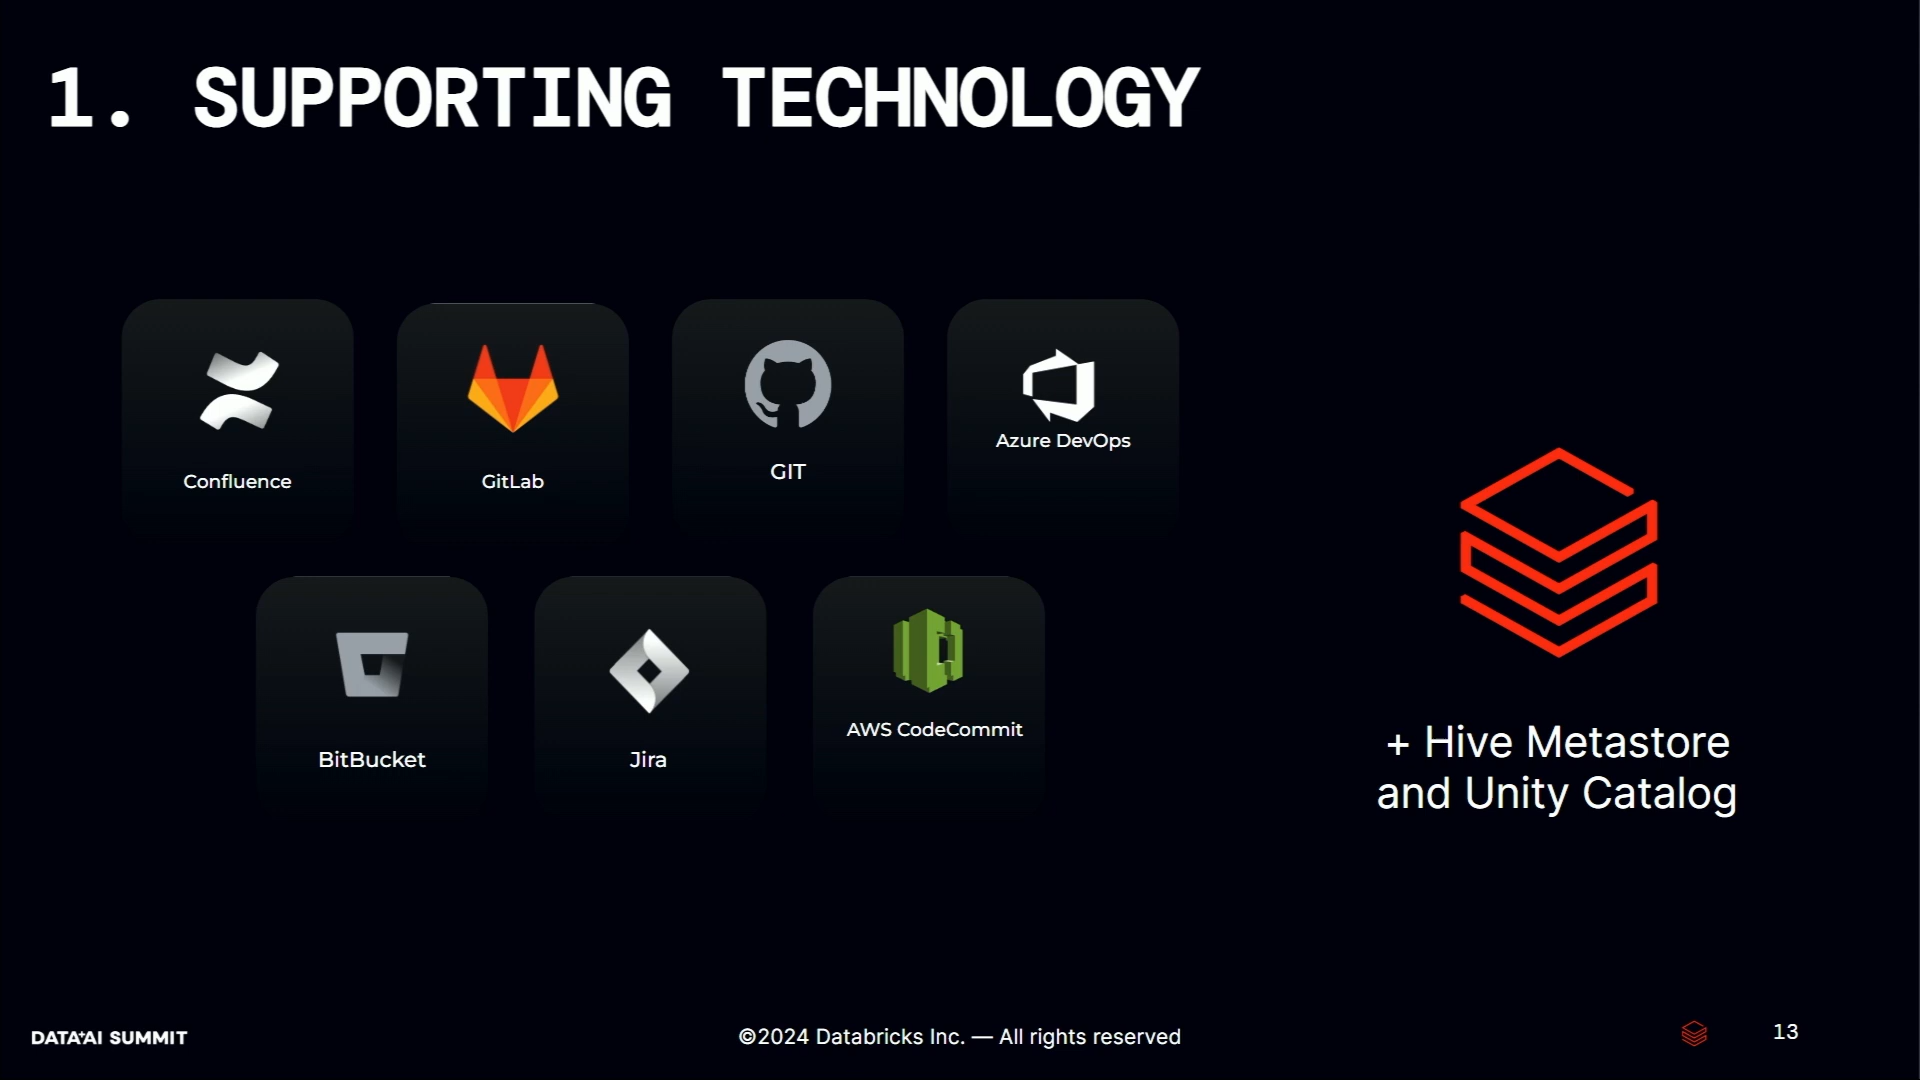 1. SUPPORTING TECHNOLOGY
Confluence
GitLab
GIT
Azure DevOps
BitBucket
Jira
AWS CodeCommit
+ Hive Metastore
and Unity Catalog
DATA+AI SUMMIT
©2024 Databricks Inc. — All rights reserved
13